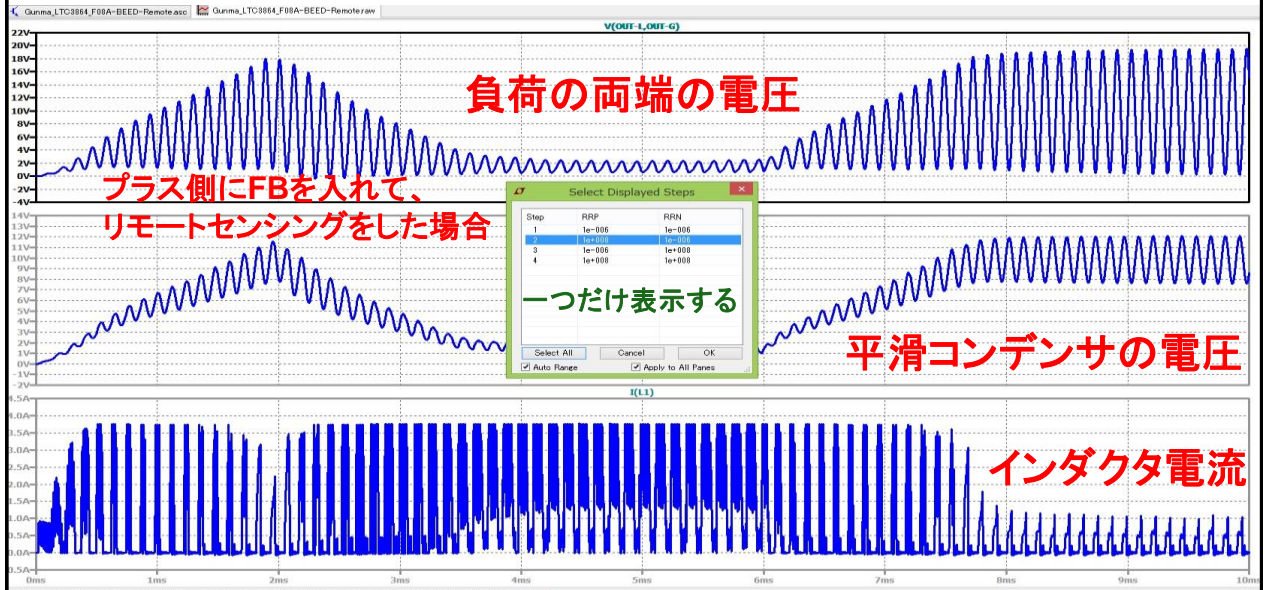 Gunma_LTC3864_F08A-BEED-Remote.asc Gunma_LTC3864_F08A-BEED-Remote.raw
V(OUT-L,OUT-G)
22V
20V
18V
16V
14V
12V
10V
8V
6V
4V
2V
0V
-2V
-4V
負荷の両端の電圧
プラス側にFBを入れて、
リモートセンシングをした場合
14V
13V
12V
11V
10V
9V
8V
7V
6V
5V
4V
3V
2V
1V
0V
-1V
-2V
Select Displayed Steps
Step RRP RRN
1 1e-006 1e-006
2 1e+008 1e-006
3 1e-006 1e+008
4 1e+008 1e+008
一つだけ表示する
Select All Cancel OK
Auto Range Apply to All Panes
平滑コンデンサの電圧
I(L1)
4.5A
4.0A
3.5A
3.0A
2.5A
2.0A
1.5A
1.0A
0.5A
0.0A
0.5A
インダクタ電流
0ms 1ms 2ms 3ms 4ms 5ms 6ms 7ms 8ms 9ms 10ms